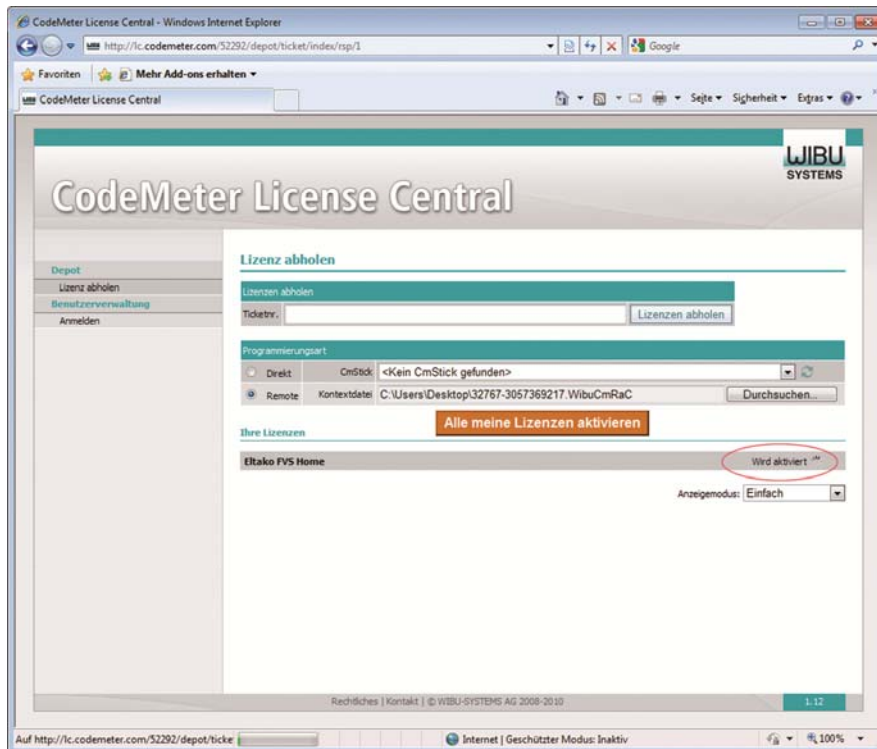 CodeMeter License Central - Windows Internet Explorer
http://lc.codemeter.com/52292/depot/ticket/index/rsp/1
Google
Favoriten
Mehr Add-ons erhalten
CodeMeter License Central
Seite
Sicherheit
Extras
WIBU
SYSTEMS
CodeMeter License Central
Depot
Lizenz abholen
Benutzerverwaltung
Anmelden
Lizenz abholen
Lizenzen abholen
Ticketnr.
Lizenzen abholen
Programmierungsart
Direkt
CmStick
<Kein CmStick gefunden>
Remote
Kontextdatei
C:\Users\Desktop\32767-3057369217.WibuCmRaC
Durchsuchen...
Alle meine Lizenzen aktivieren
Ihre Lizenzen
Eltako FVS Home
Wird aktiviert
Anzeigemodus:
Einfach
Rechtliches | Kontakt | © WIBU-SYSTEMS AG 2008-2010
1.12
Auf http://lc.codemeter.com/52292/depot/ticke
Internet | Geschützter Modus: Inaktiv
100%